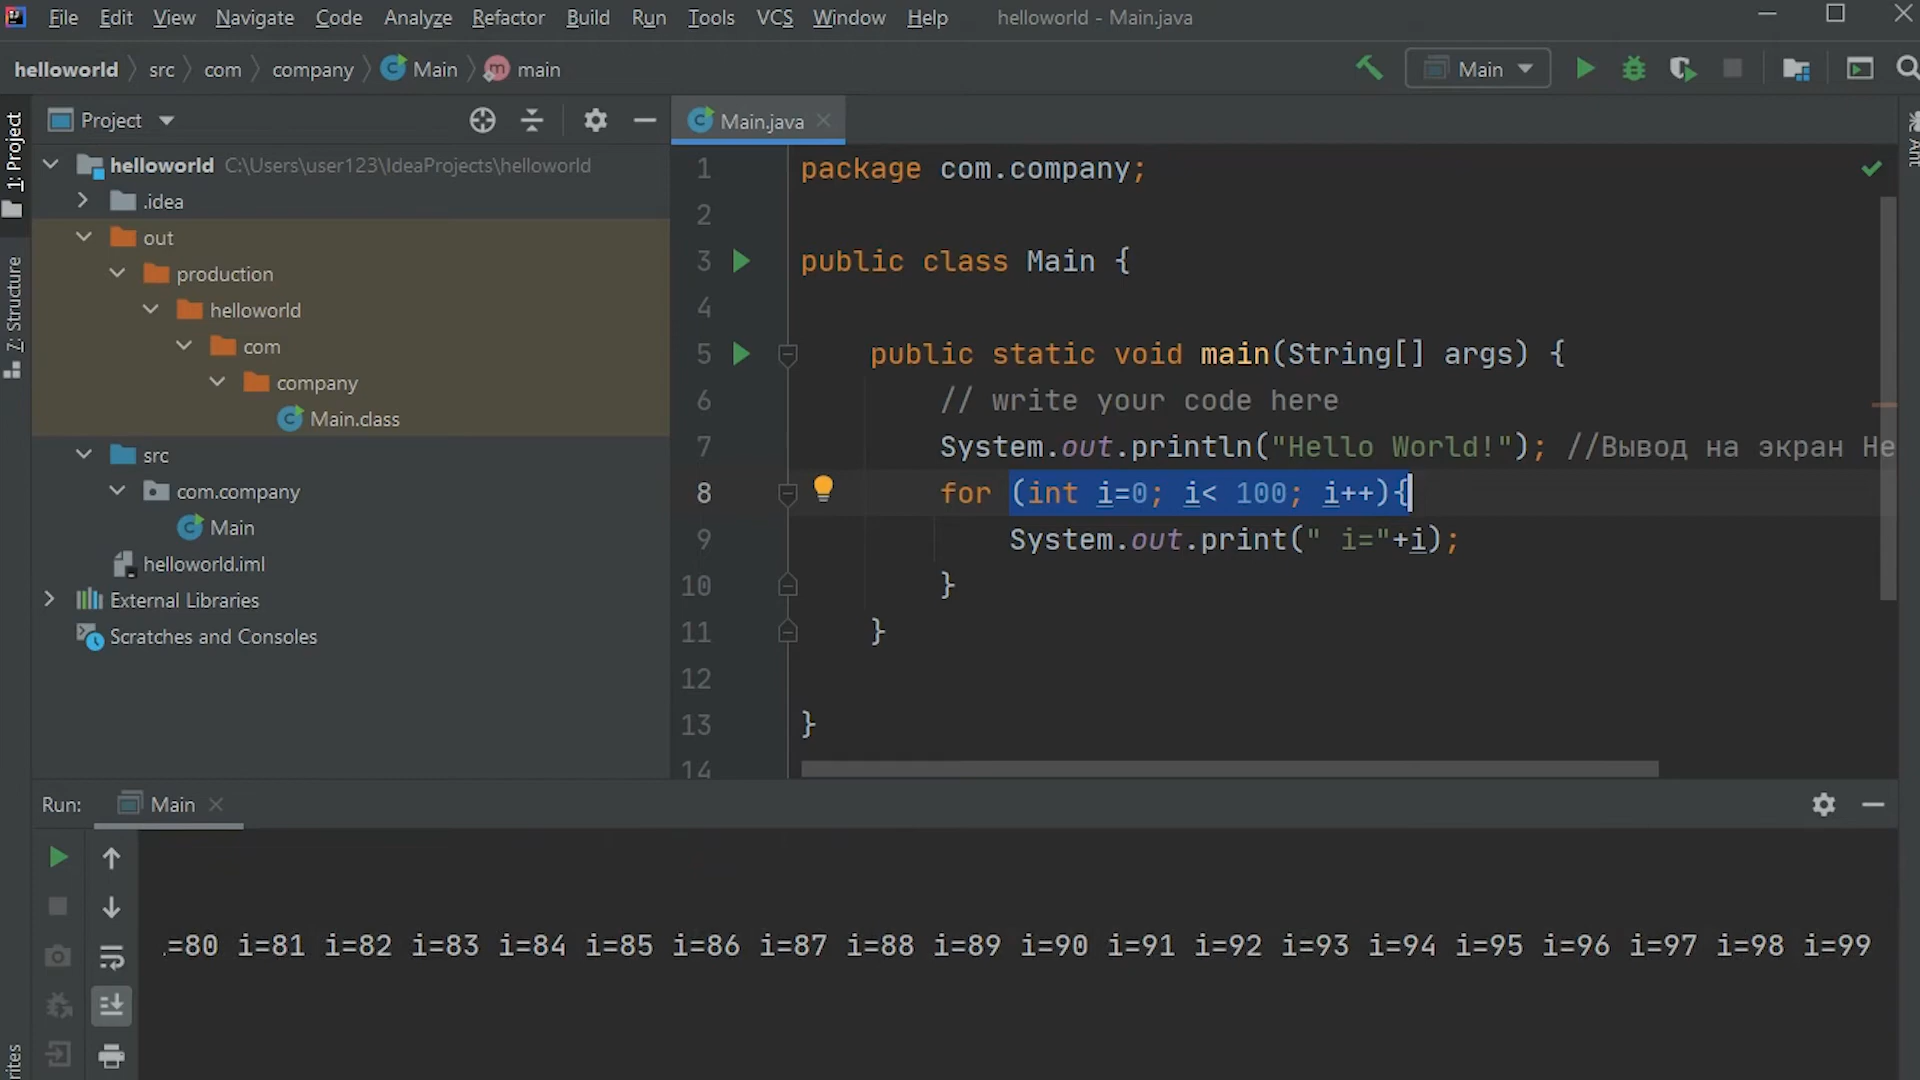 File Edit View Navigate Code Analyze Refactor Build Run Tools VCS Window Help helloworld - Main.java
helloworld src com company Main main
Main
1: Project
7: Structure
Ant
Project
helloworld C:\Users\user123\IdeaProjects\helloworld
.idea
out
production
helloworld
com
company
Main.class
src
com.company
Main
helloworld.iml
External Libraries
Scratches and Consoles
Main.java
1 package com.company;
2
3 public class Main {
4
5 public static void main(String[] args) {
6 // write your code here
7 System.out.println("Hello World!"); //Вывод на экран He
8 for (int i=0; i< 100; i++){
9 System.out.print(" i="+i);
10 }
11 }
12
13 }
14
Run: Main
=80 i=81 i=82 i=83 i=84 i=85 i=86 i=87 i=88 i=89 i=90 i=91 i=92 i=93 i=94 i=95 i=96 i=97 i=98 i=99